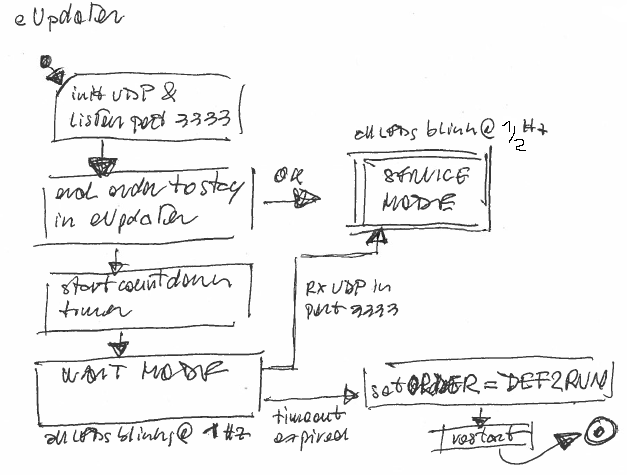 eUpdater
init UDP &
Listen port 3333
all LEDs blink @ 1/2 Hz
read order to stay
in eUpdater
OK
SERVICE
MODE
start countdown
timer
RX UDP in
port 3333
WAIT MODE
set ORDER = DEF2RUN
all LEDs blink @ 1 Hz
timeout
expired
restart